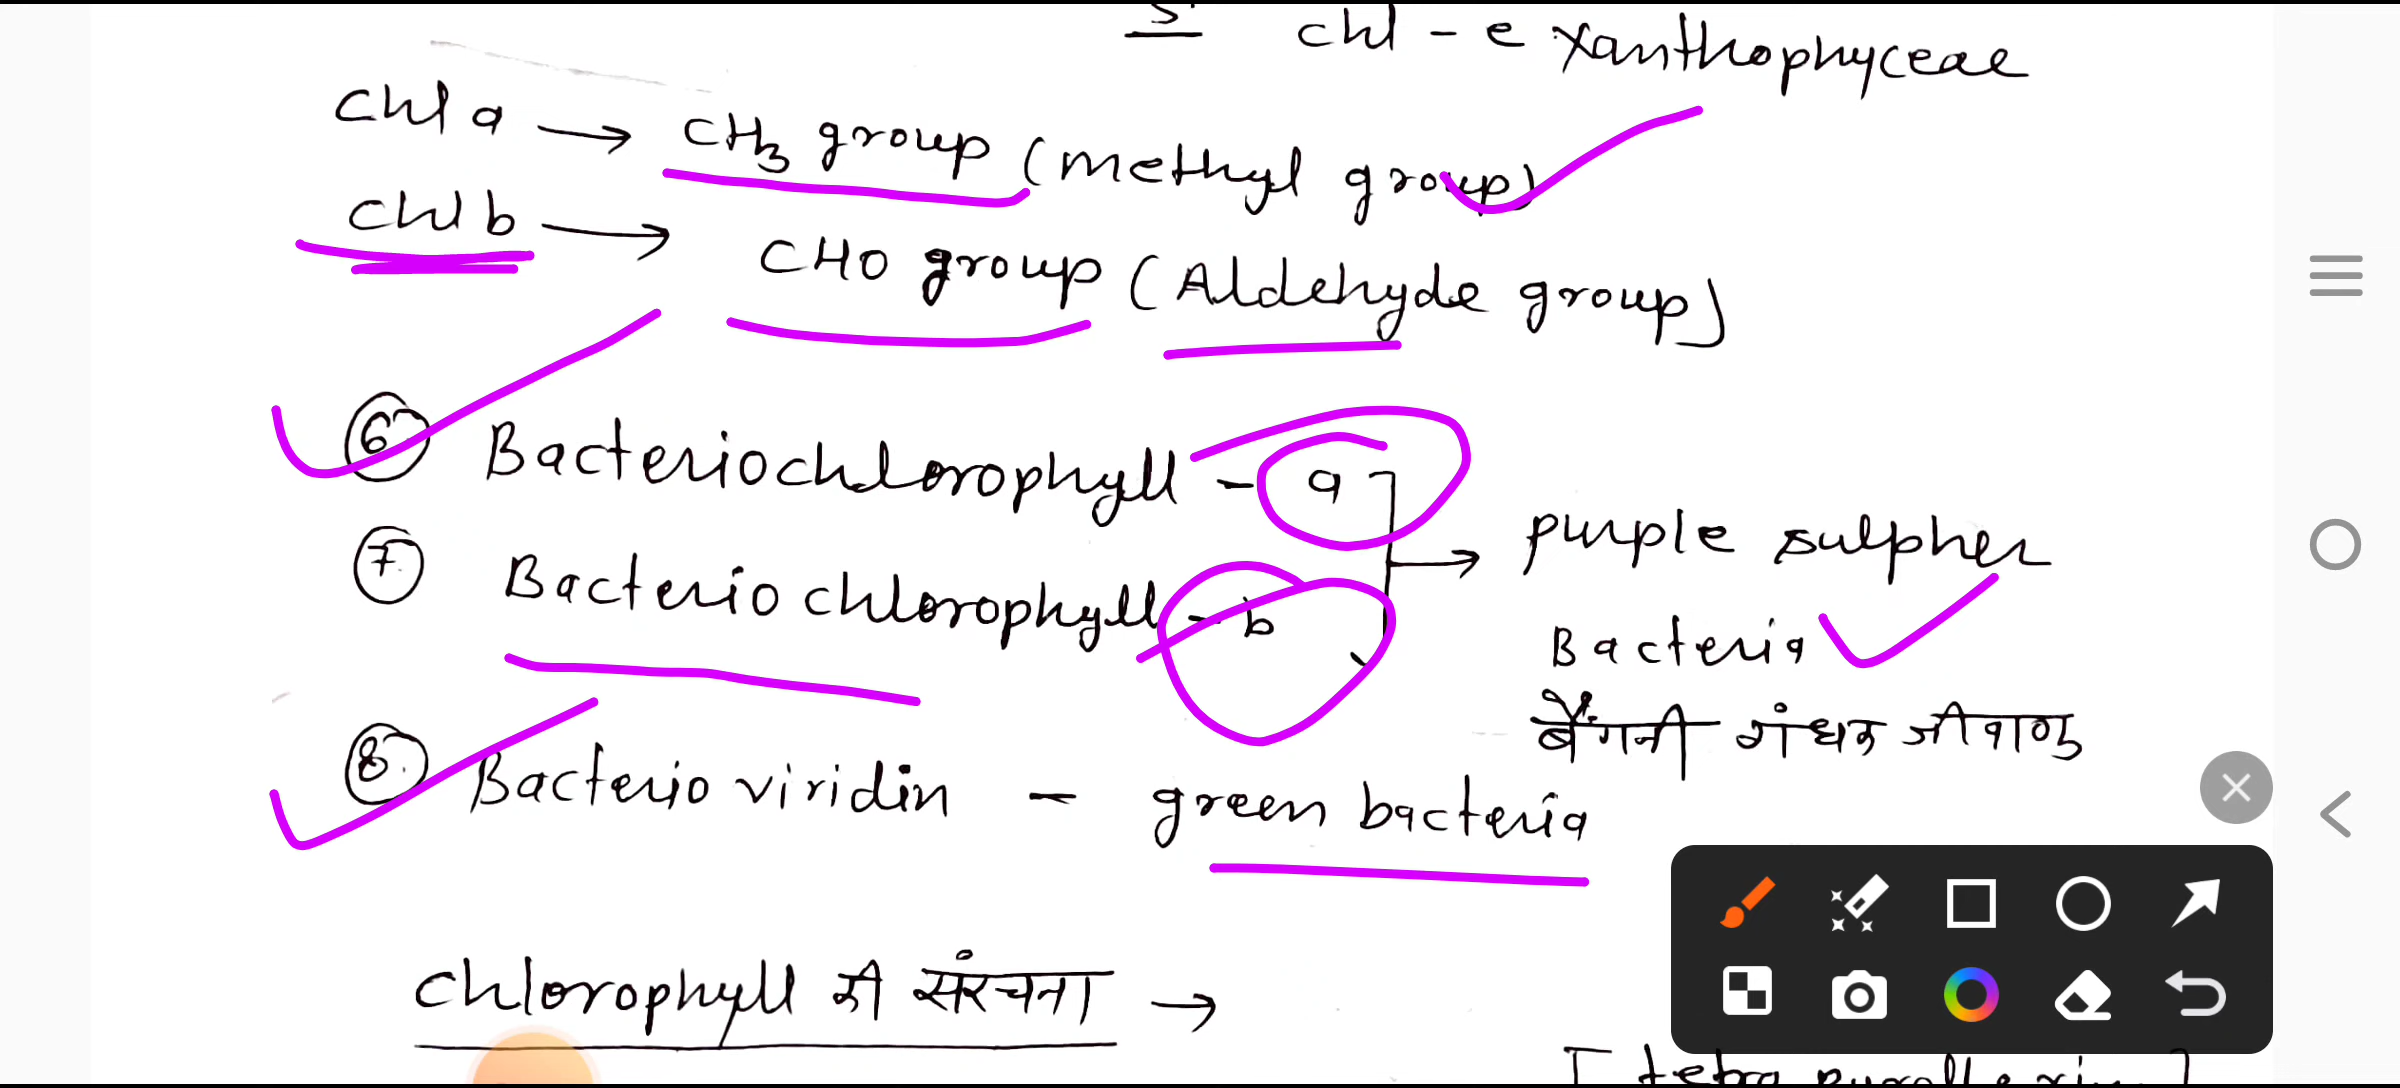 5. chl - e Xanthophyceae
chl a → CH3 group (Methyl group)
chl b → CHO group (Aldehyde group)
6 Bacteriochlorophyll - a
7. Bacterio chlorophyll - b
→ purple sulpher
Bacteria
बैंगनी गंधक जीवाणु
8. Bacterio viridin - green bacteria
chlorophyll की संरचना →